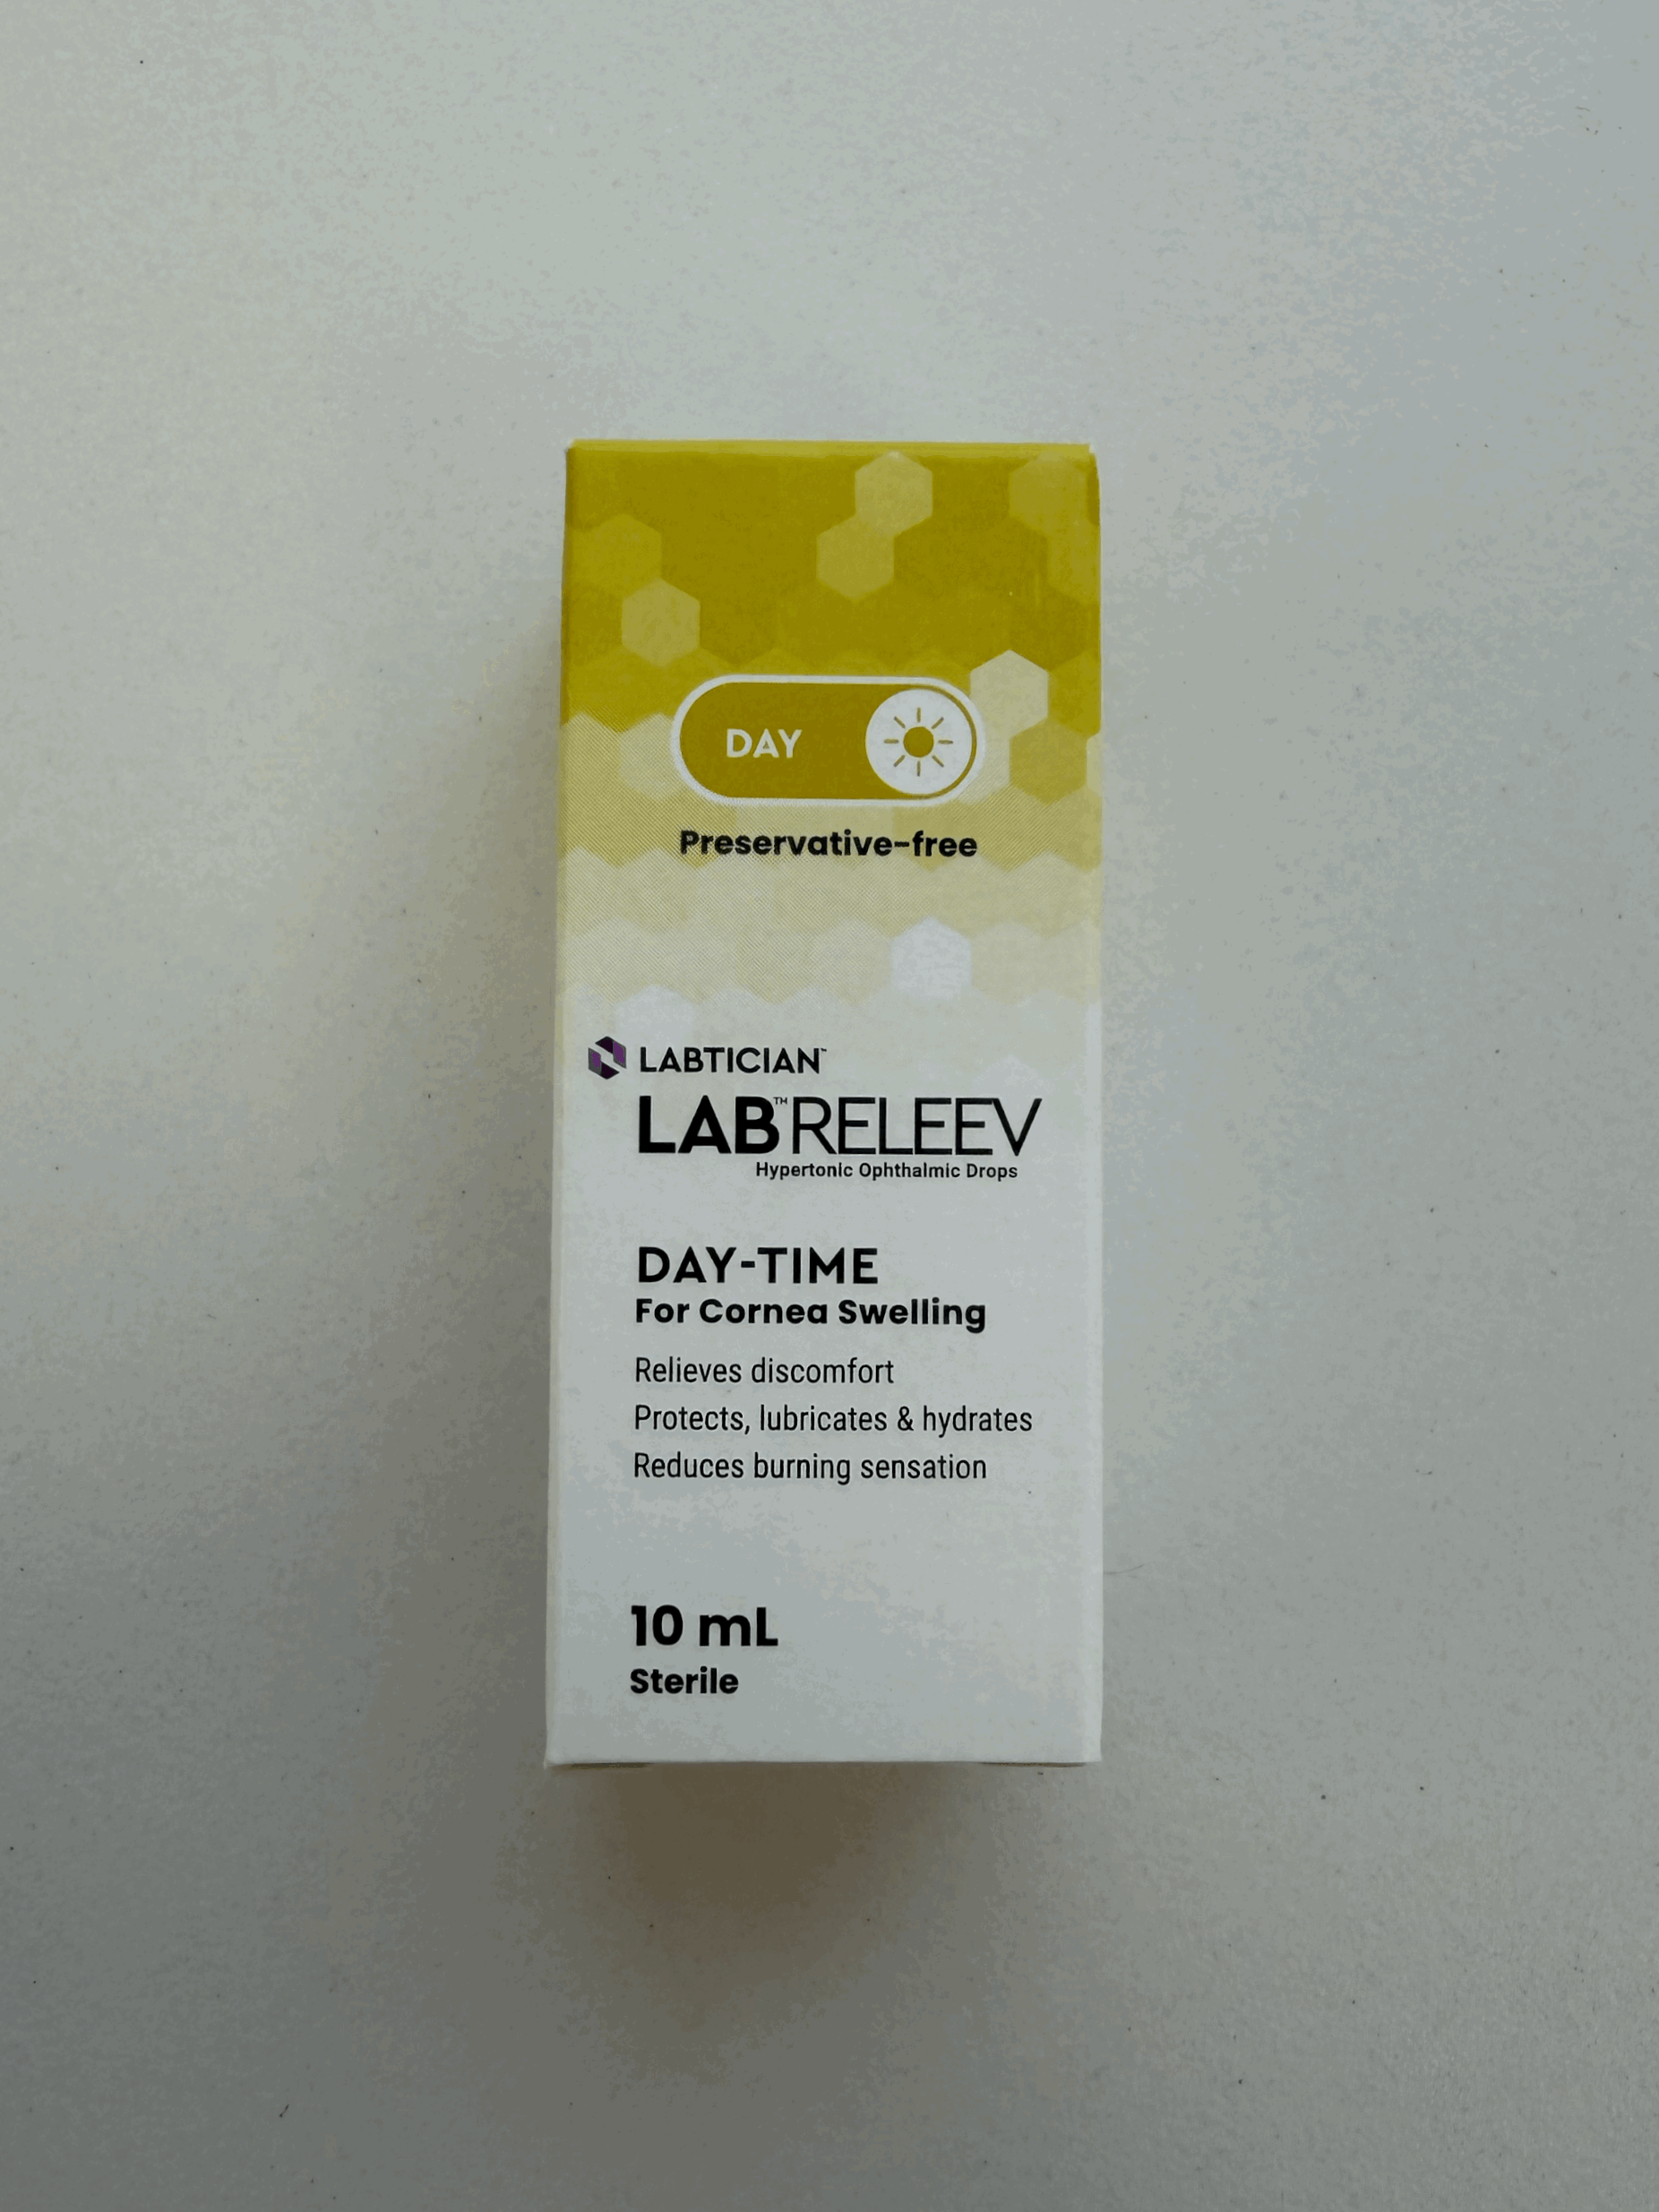 DAY
Preservative-free
LABTICIAN™
LAB™RELEEV
Hypertonic Ophthalmic Drops
DAY-TIME
For Cornea Swelling
Relieves discomfort
Protects, lubricates & hydrates
Reduces burning sensation
10 mL
Sterile